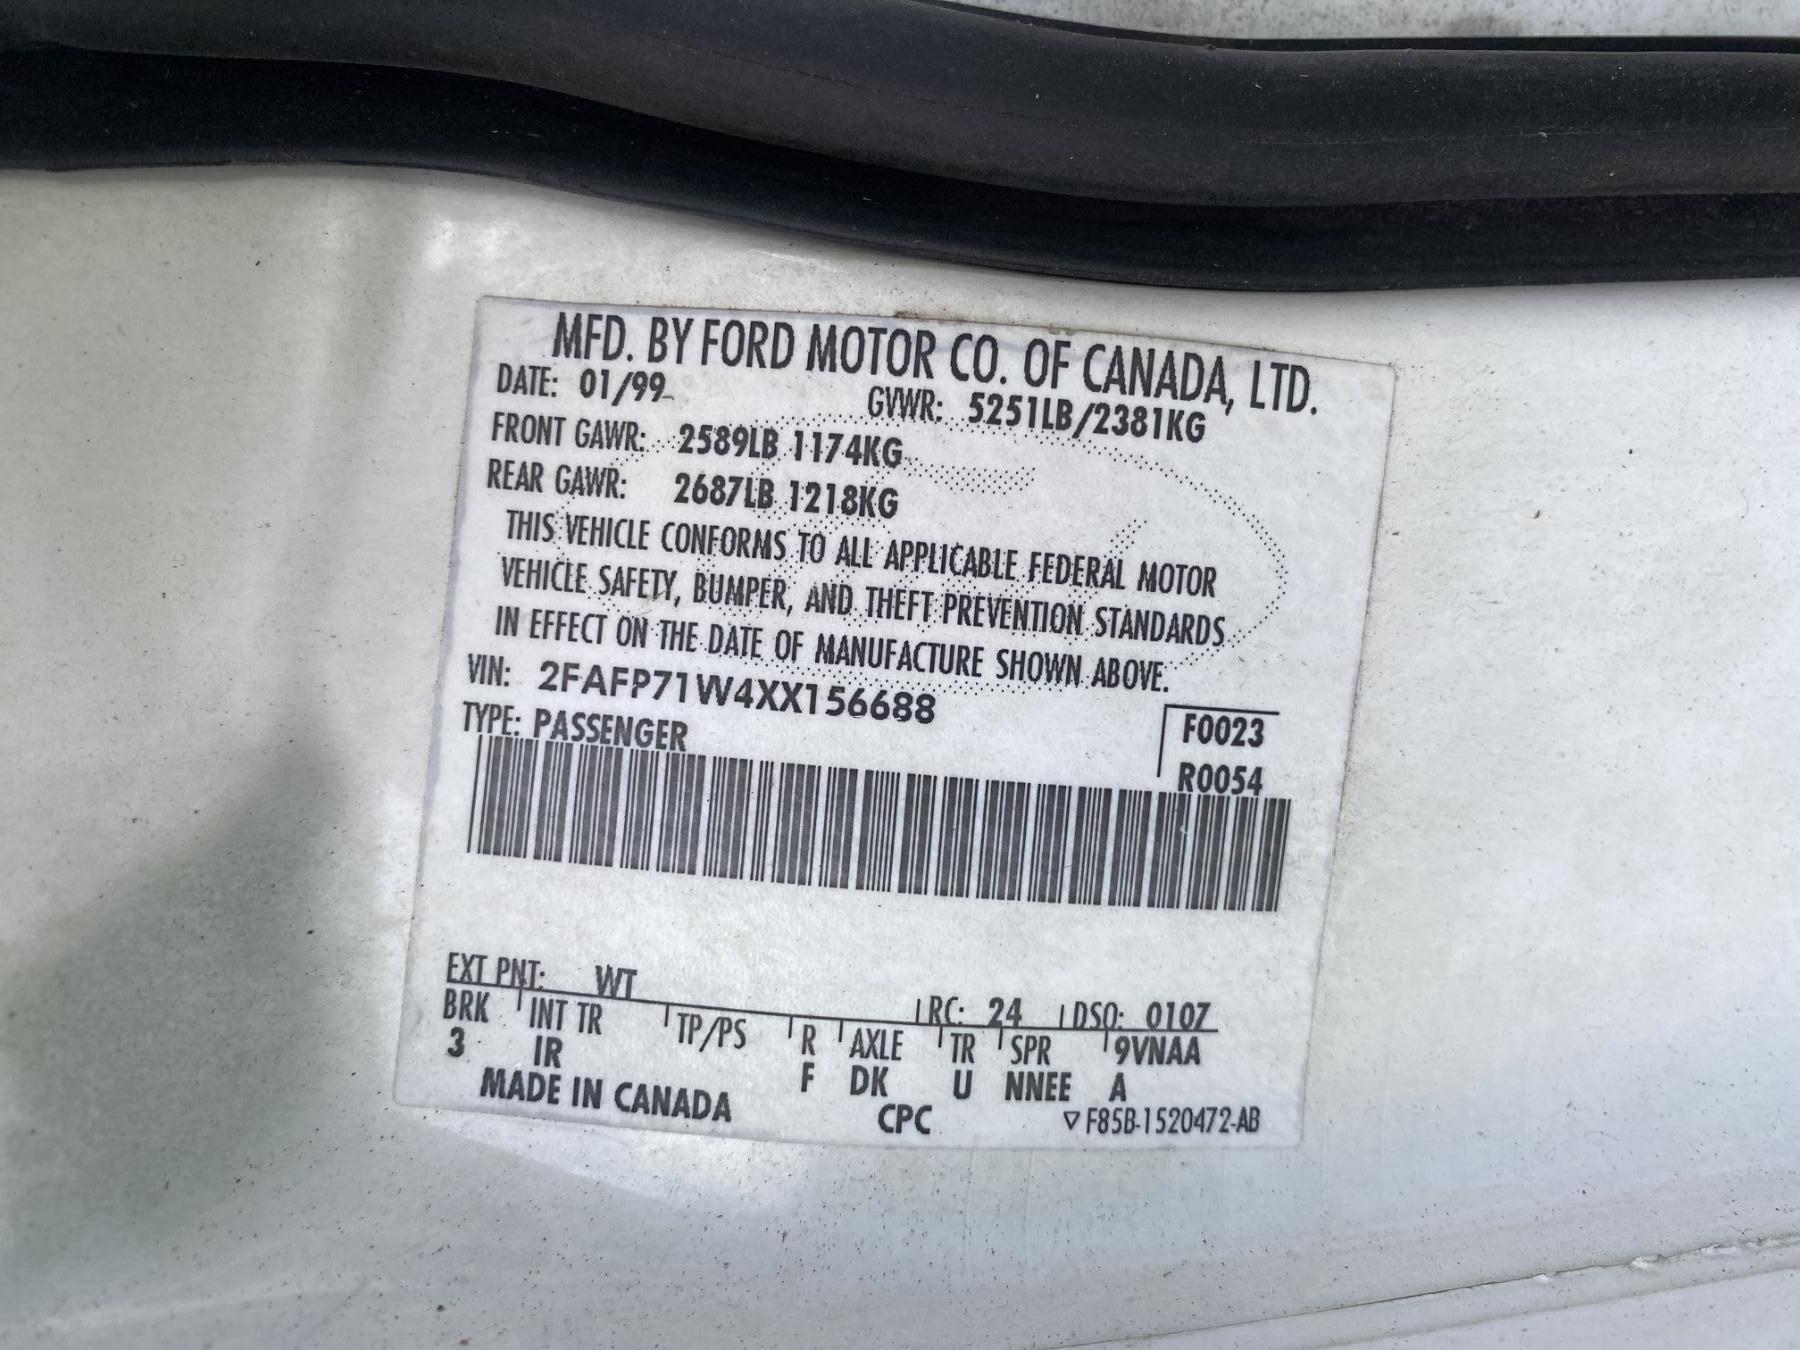 MFD. BY FORD MOTOR CO. OF CANADA, LTD.
DATE: 01/99
GVWR: 5251LB/2381KG
FRONT GAWR: 2589LB 1174KG
REAR GAWR: 2687LB 1218KG
THIS VEHICLE CONFORMS TO ALL APPLICABLE FEDERAL MOTOR
VEHICLE SAFETY, BUMPER, AND THEFT PREVENTION STANDARDS
IN EFFECT ON THE DATE OF MANUFACTURE SHOWN ABOVE.
VIN: 2FAFP71W4XX156688
TYPE: PASSENGER
F0023
R0054
EXT PNT: WT
RC: 24 DSO: 0107
BRK INT TR TP/PS R AXLE TR SPR 9VNAA
3 IR F DK U NNEE A
MADE IN CANADA CPC ▽F85B-1520472-AB